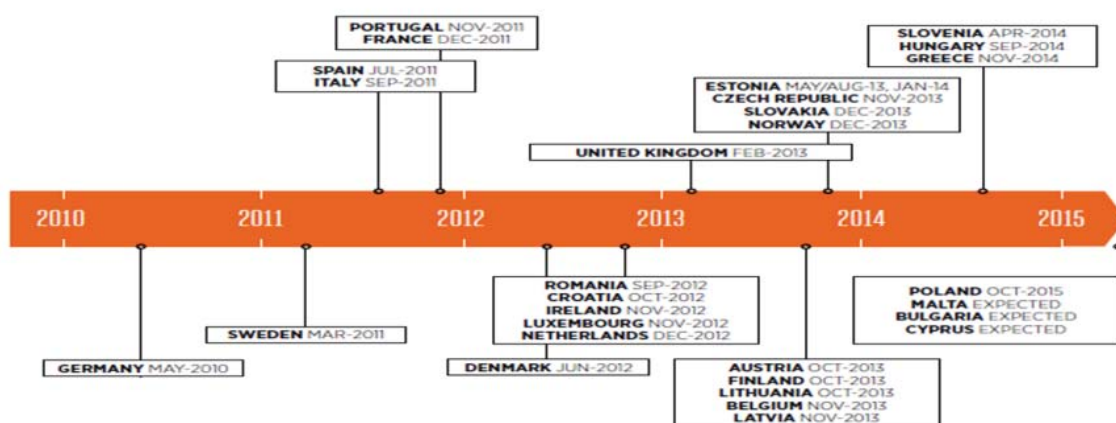 PORTUGAL NOV-2011
FRANCE DEC-2011
SPAIN JUL-2011
ITALY SEP-2011
SLOVENIA APR-2014
HUNGARY SEP-2014
GREECE NOV-2014
ESTONIA MAY/AUG-13, JAN-14
CZECH REPUBLIC NOV-2013
SLOVAKIA DEC-2013
NORWAY DEC-2013
UNITED KINGDOM FEB-2013
2010 2011 2012 2013 2014 2015
ROMANIA SEP-2012
CROATIA OCT-2012
IRELAND NOV-2012
LUXEMBOURG NOV-2012
NETHERLANDS DEC-2012
POLAND OCT-2015
MALTA EXPECTED
BULGARIA EXPECTED
CYPRUS EXPECTED
SWEDEN MAR-2011
GERMANY MAY-2010
DENMARK JUN-2012
AUSTRIA OCT-2013
FINLAND OCT-2013
LITHUANIA OCT-2013
BELGIUM NOV-2013
LATVIA NOV-2013